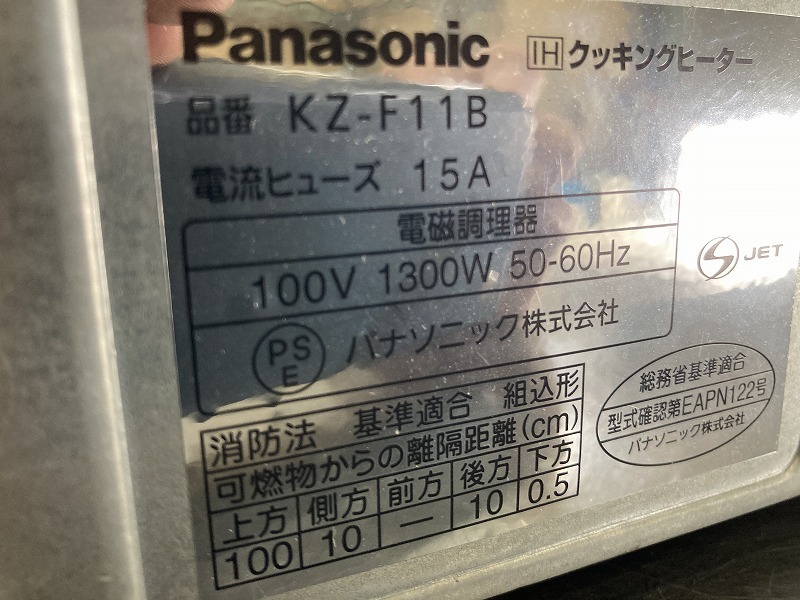 Panasonic IHクッキングヒーター
品番 KZ-F11B
電流ヒューズ 15A
電磁調理器
100V 1300W 50-60Hz
PS
E
パナソニック株式会社
JET
消防法 基準適合 組込形
可燃物からの離隔距離(cm)
上方 側方 前方 後方 下方
100 10 — 10 0.5
総務省基準適合
型式確認第EAPN122号
パナソニック株式会社